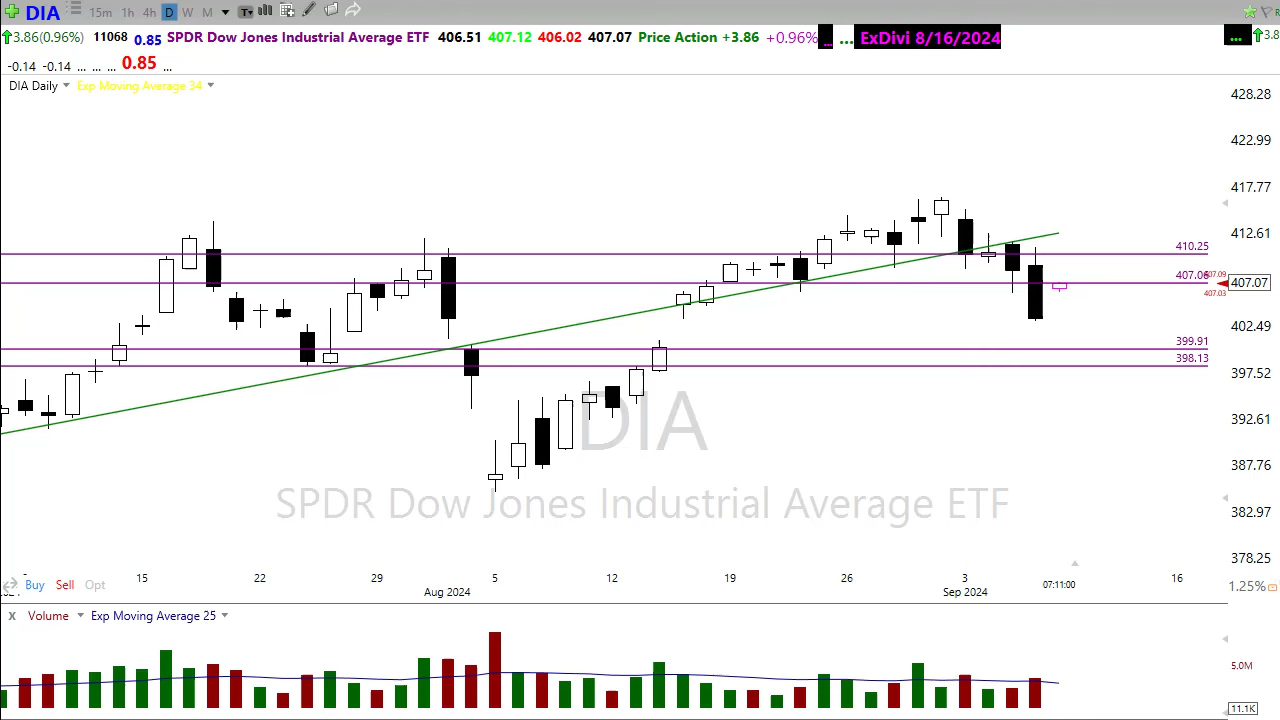 DIA 15m 1h 4h D W M T
3.86(0.96%) 11068 0.85 SPDR Dow Jones Industrial Average ETF 406.51 407.12 406.02 407.07 Price Action +3.86 +0.96% ... ... ExDivi 8/16/2024 ... 3.8
-0.14 -0.14 ... ... ... 0.85 ...
DIA Daily Exp Moving Average 34
428.28
422.99
417.77
412.61
410.25
407.06 407.09
407.07
407.03
402.49
399.91
398.13
397.52
392.61
DIA
387.76
SPDR Dow Jones Industrial Average ETF
382.97
378.25
15 22 29 5 12 19 26 3 16
Buy Sell Opt 07:11:00 1.25%
Aug 2024 Sep 2024
X Volume Exp Moving Average 25
5.0M
11.1K